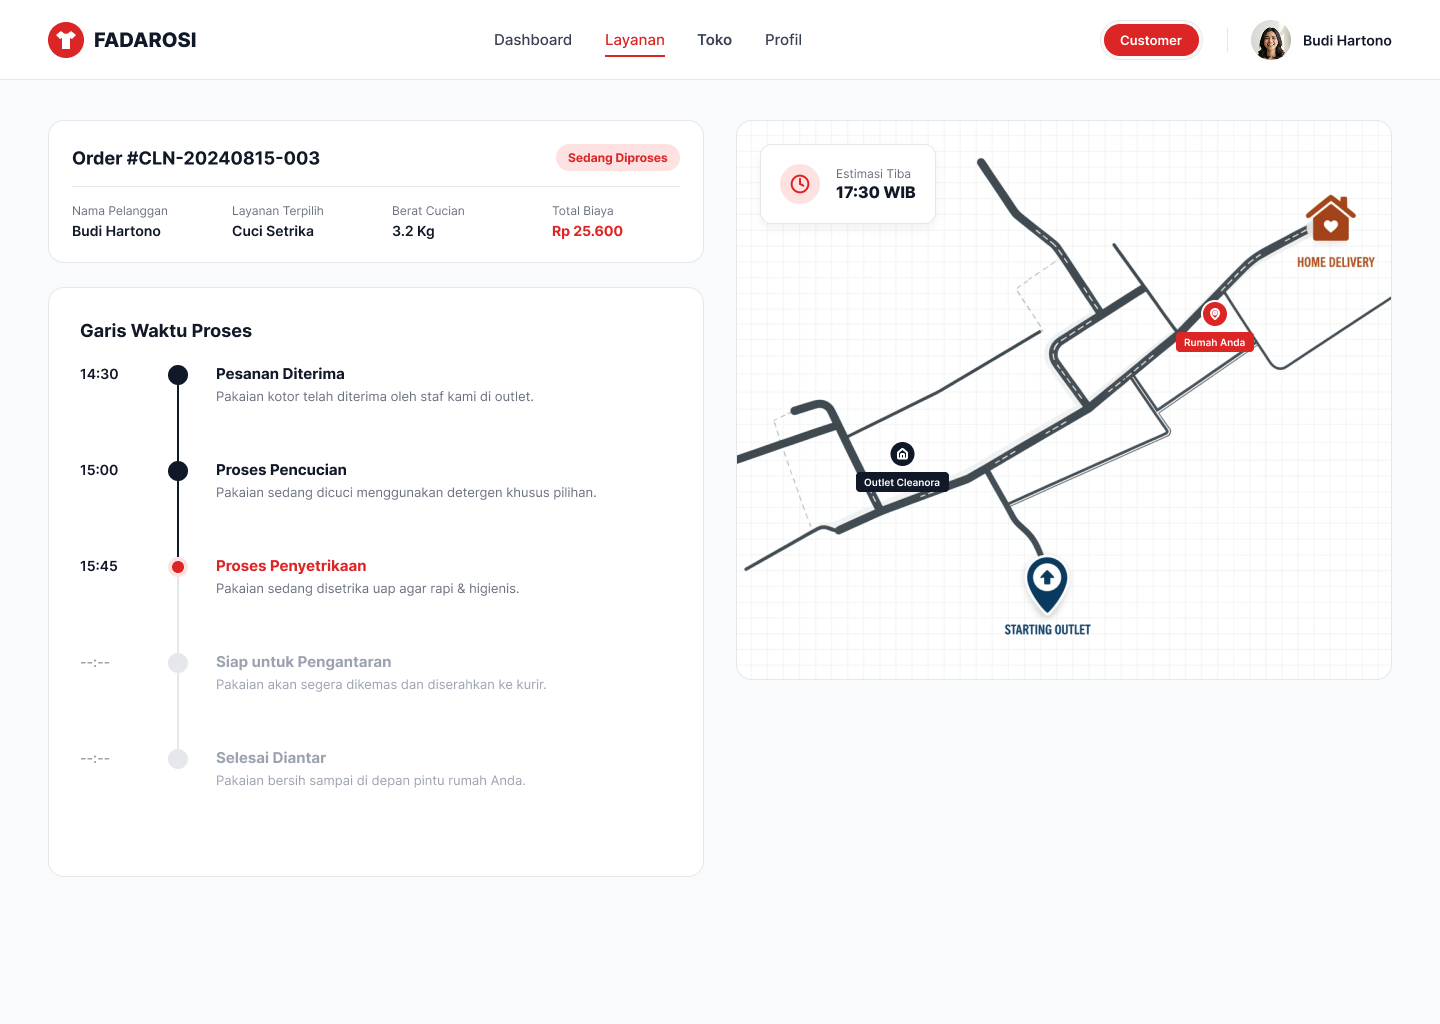 FADAROSI
Dashboard
Layanan
Toko
Profil
Customer
Budi Hartono
Order #CLN-20240815-003
Sedang Diproses
Nama Pelanggan
Budi Hartono
Layanan Terpilih
Cuci Setrika
Berat Cucian
3.2 Kg
Total Biaya
Rp 25.600
Garis Waktu Proses
14:30
Pesanan Diterima
Pakaian kotor telah diterima oleh staf kami di outlet.
15:00
Proses Pencucian
Pakaian sedang dicuci menggunakan detergen khusus pilihan.
15:45
Proses Penyetrikaan
Pakaian sedang disetrika uap agar rapi & higienis.
--:--
Siap untuk Pengantaran
Pakaian akan segera dikemas dan diserahkan ke kurir.
--:--
Selesai Diantar
Pakaian bersih sampai di depan pintu rumah Anda.
Estimasi Tiba
17:30 WIB
HOME DELIVERY
Rumah Anda
Outlet Cleanora
STARTING OUTLET